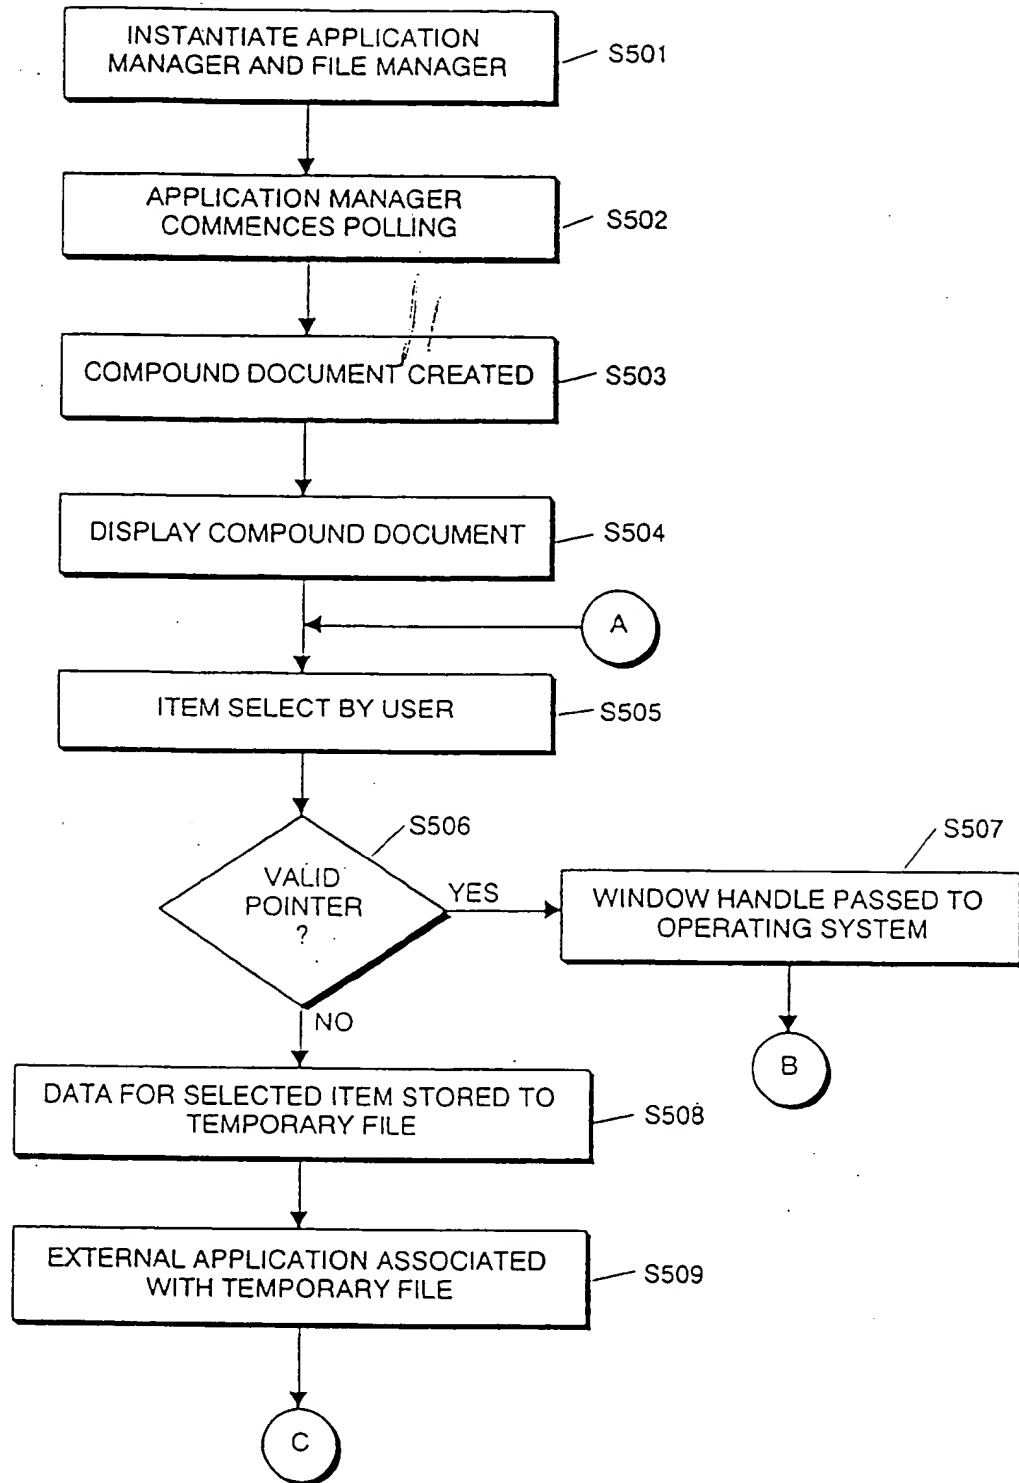 INSTANTIATE APPLICATION
MANAGER AND FILE MANAGER
S501
APPLICATION MANAGER
COMMENCES POLLING
S502
COMPOUND DOCUMENT CREATED
S503
DISPLAY COMPOUND DOCUMENT
S504
A
ITEM SELECT BY USER
S505
S506
VALID
POINTER
?
YES
S507
WINDOW HANDLE PASSED TO
OPERATING SYSTEM
B
NO
DATA FOR SELECTED ITEM STORED TO
TEMPORARY FILE
S508
EXTERNAL APPLICATION ASSOCIATED
WITH TEMPORARY FILE
S509
C